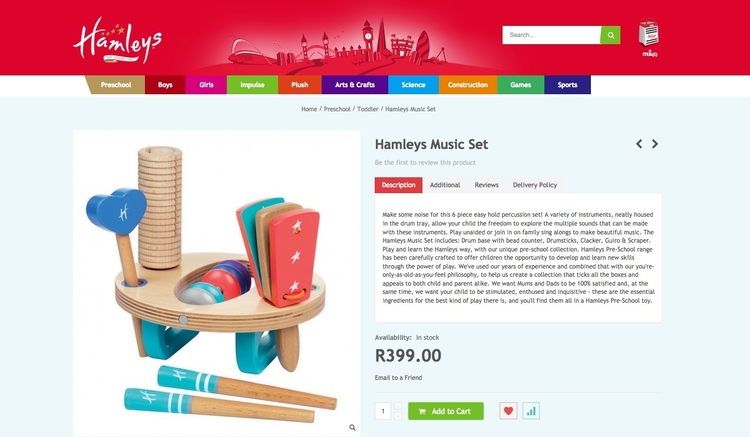 Hamleys
Search...
Preschool
Boys
Girls
Impulse
Plush
Arts & Crafts
Science
Construction
Games
Sports
Home / Preschool / Toddler / Hamleys Music Set
Hamleys Music Set
Be the first to review this product
Description
Additional
Reviews
Delivery Policy
Make some noise for this 6 piece easy hold percussion set! A variety of instruments, neatly housed
in the drum tray, allow your child the freedom to explore the multiple sounds that can be made
with these instruments. Play unaided or join in on family sing alongs to make beautiful music. The
Hamleys Music Set includes: Drum base with bead counter, Drumsticks, Clacker, Guiro & Scraper.
Play and learn the Hamleys way, with our unique pre-school collection. Hamleys Pre-School range
has been carefully crafted to offer children the opportunity to develop and learn new skills
through the power of play. We've used our years of experience and combined that with our you're-
only-as-old-as-you-feel philosophy, to help us create a collection that ticks all the boxes and
appeals to both child and parent alike. We want Mums and Dads to be 100% satisfied and, at the
same time, we want your child to be stimulated, enthused and inquisitive - these are the essential
ingredients for the best kind of play there is, and you'll find them all in a Hamleys Pre-School toy.
Availability: In stock
R399.00
Email to a Friend
1
Add to Cart
H
H